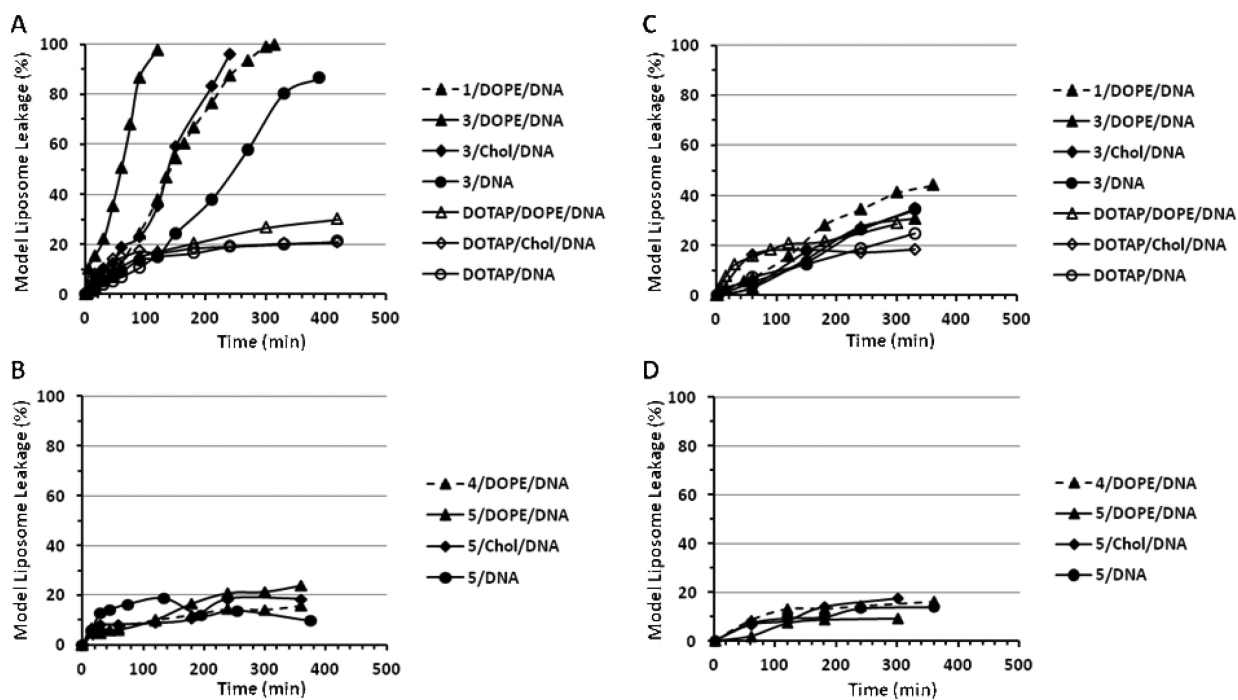 A
Model Liposome Leakage (%)
100
80
60
40
20
0
0 100 200 300 400 500
Time (min)
1/DOPE/DNA
3/DOPE/DNA
3/Chol/DNA
3/DNA
DOTAP/DOPE/DNA
DOTAP/Chol/DNA
DOTAP/DNA
C
Model Liposome Leakage (%)
100
80
60
40
20
0
0 100 200 300 400 500
Time (min)
1/DOPE/DNA
3/DOPE/DNA
3/Chol/DNA
3/DNA
DOTAP/DOPE/DNA
DOTAP/Chol/DNA
DOTAP/DNA
B
Model Liposome Leakage (%)
100
80
60
40
20
0
0 100 200 300 400 500
Time (min)
4/DOPE/DNA
5/DOPE/DNA
5/Chol/DNA
5/DNA
D
Model Liposome Leakage (%)
100
80
60
40
20
0
0 100 200 300 400 500
Time (min)
4/DOPE/DNA
5/DOPE/DNA
5/Chol/DNA
5/DNA